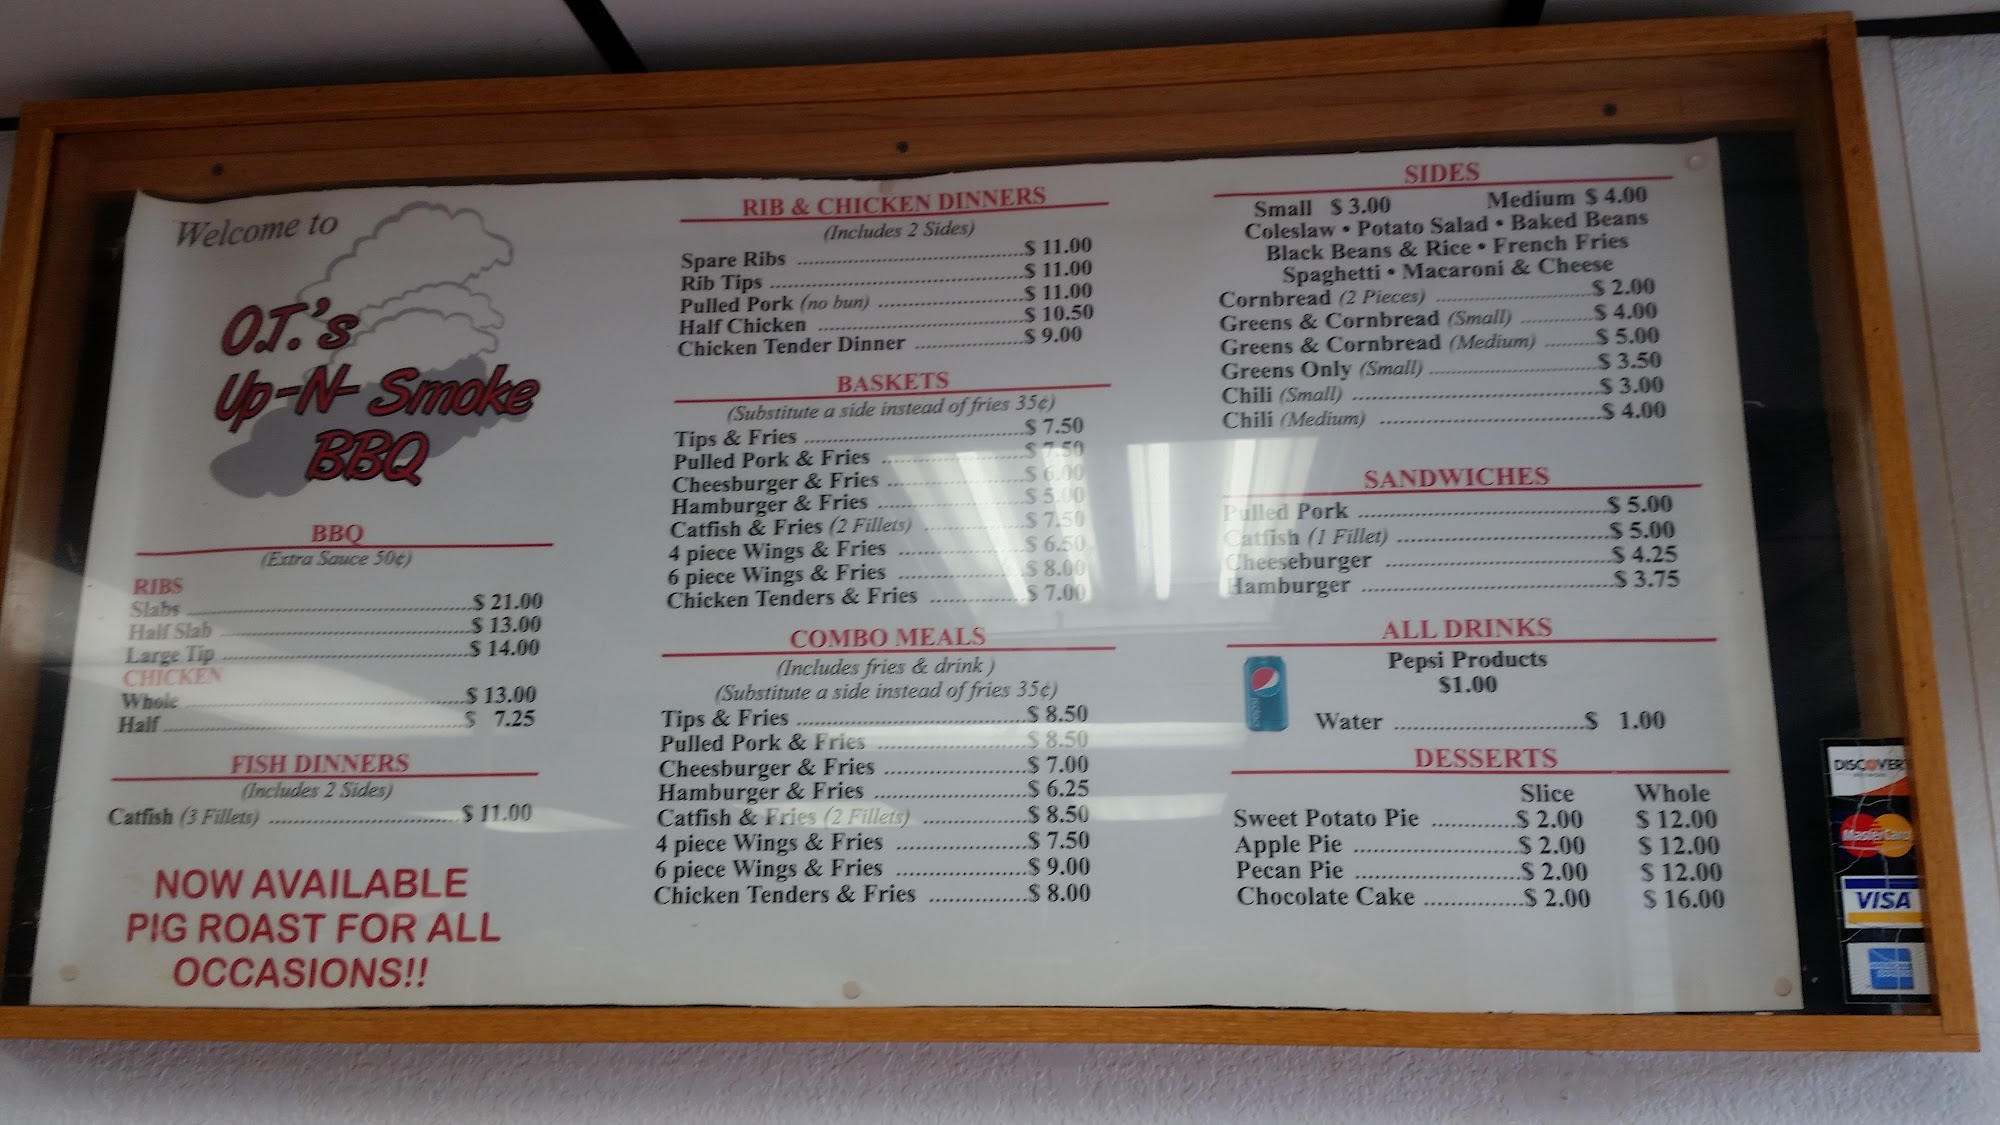 Welcome to
O.T.'s
Up-N-Smoke
BBQ
BBQ
(Extra Sauce 50¢)
RIBS
Slabs ........ $ 21.00
Half Slab ........ $ 13.00
Large Tip ........ $ 14.00
CHICKEN
Whole ........ $ 13.00
Half ........ $ 7.25
FISH DINNERS
(Includes 2 Sides)
Catfish (3 Fillets) ........ $ 11.00
NOW AVAILABLE
PIG ROAST FOR ALL
OCCASIONS!!
RIB & CHICKEN DINNERS
(Includes 2 Sides)
Spare Ribs ........ $ 11.00
Rib Tips ........ $ 11.00
Pulled Pork (no bun) ........ $ 11.00
Half Chicken ........ $ 10.50
Chicken Tender Dinner ........ $ 9.00
BASKETS
(Substitute a side instead of fries 35¢)
Tips & Fries ........ $ 7.50
Pulled Pork & Fries ........ $ 7.50
Cheesburger & Fries ........ $ 6.00
Hamburger & Fries ........ $ 5.00
Catfish & Fries (2 Fillets) ........ $ 7.50
4 piece Wings & Fries ........ $ 6.50
6 piece Wings & Fries ........ $ 8.00
Chicken Tenders & Fries ........ $ 7.00
COMBO MEALS
(Includes fries & drink )
(Substitute a side instead of fries 35¢)
Tips & Fries ........ $ 8.50
Pulled Pork & Fries ........ $ 8.50
Cheesburger & Fries ........ $ 7.00
Hamburger & Fries ........ $ 6.25
Catfish & Fries (2 Fillets) ........ $ 8.50
4 piece Wings & Fries ........ $ 7.50
6 piece Wings & Fries ........ $ 9.00
Chicken Tenders & Fries ........ $ 8.00
SIDES
Small $ 3.00 Medium $ 4.00
Coleslaw • Potato Salad • Baked Beans
Black Beans & Rice • French Fries
Spaghetti • Macaroni & Cheese
Cornbread (2 Pieces) ........ $ 2.00
Greens & Cornbread (Small) ........ $ 4.00
Greens & Cornbread (Medium) ........ $ 5.00
Greens Only (Small) ........ $ 3.50
Chili (Small) ........ $ 3.00
Chili (Medium) ........ $ 4.00
SANDWICHES
Pulled Pork ........ $ 5.00
Catfish (1 Fillet) ........ $ 5.00
Cheeseburger ........ $ 4.25
Hamburger ........ $ 3.75
ALL DRINKS
Pepsi Products
$1.00
pepsi
Water ........ $ 1.00
DESSERTS
Slice Whole
Sweet Potato Pie ........ $ 2.00 $ 12.00
Apple Pie ........ $ 2.00 $ 12.00
Pecan Pie ........ $ 2.00 $ 12.00
Chocolate Cake ........ $ 2.00 $ 16.00
DISCOVER
MasterCard
VISA